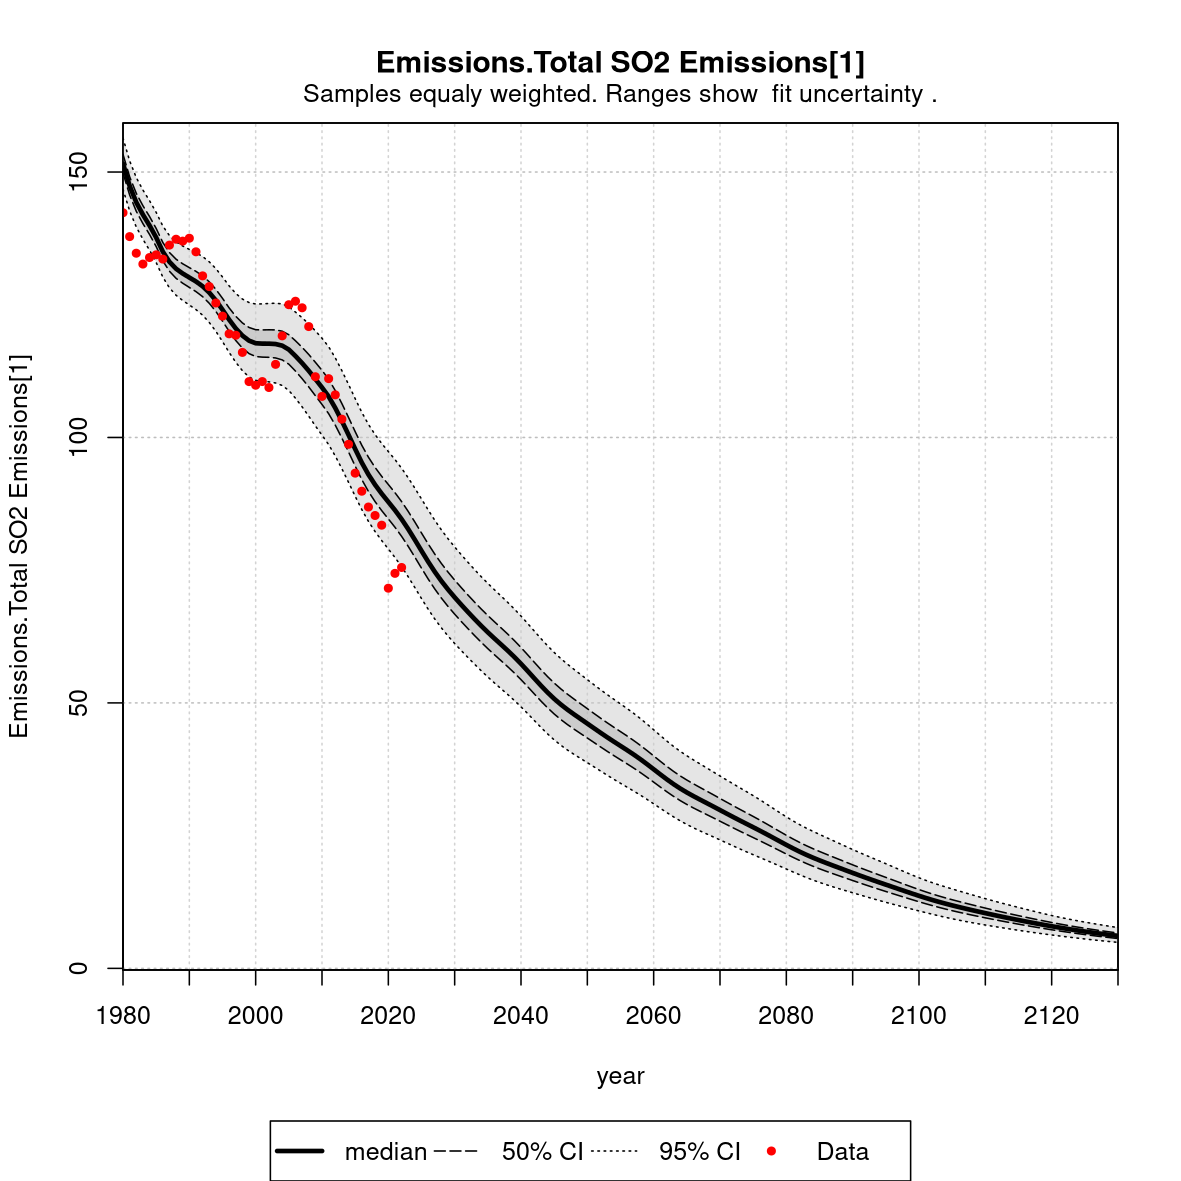 Emissions.Total SO2 Emissions[1]
Samples equaly weighted. Ranges show  fit uncertainty .
Emissions.Total SO2 Emissions[1]
150
100
50
0
1980 2000 2020 2040 2060 2080 2100 2120
year
median 50% CI 95% CI Data